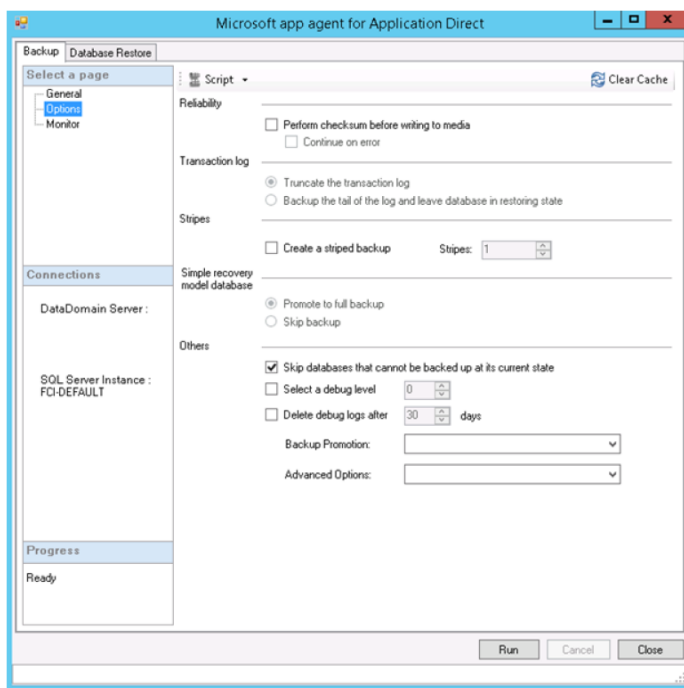 Microsoft app agent for Application Direct
Backup
Database Restore
Select a page
General
Options
Monitor
Script
Clear Cache
Reliability
Perform checksum before writing to media
Continue on error
Transaction log
Truncate the transaction log
Backup the tail of the log and leave database in restoring state
Stripes
Create a striped backup
Stripes:
1
Simple recovery
model database
Promote to full backup
Skip backup
Others
Skip databases that cannot be backed up at its current state
Select a debug level
0
Delete debug logs after
30
days
Backup Promotion:
Advanced Options:
Connections
DataDomain Server :
SQL Server Instance :
FCI-DEFAULT
Progress
Ready
Run
Cancel
Close